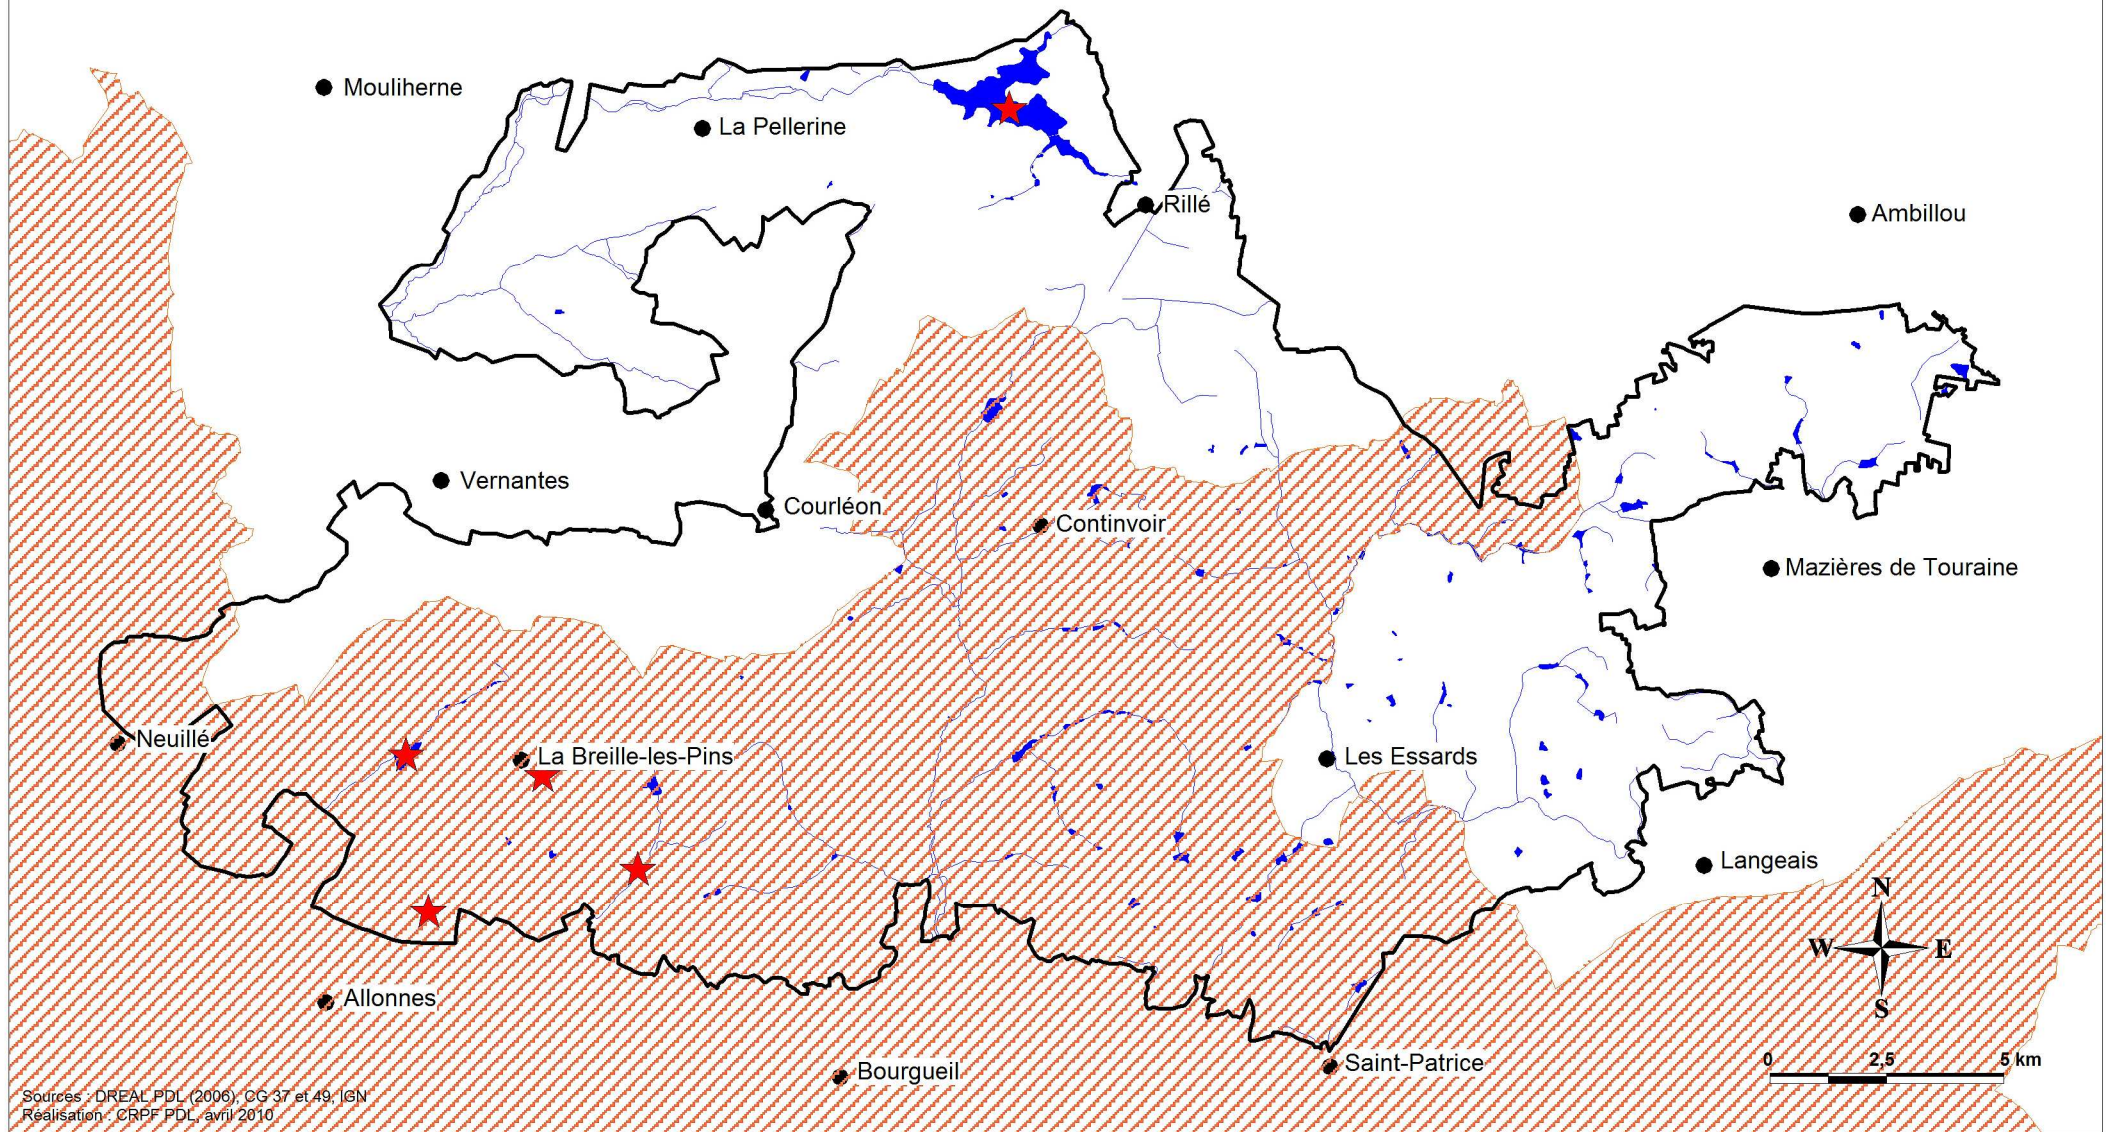 Mouliherne
La Pellerine
Rillé
Ambillou
Vernantes
Courléon
Continvoir
Mazières de Touraine
Neuillé
La Breille-les-Pins
Les Essards
Langeais
N
W E
S
Allonnes
Bourgueil
Saint-Patrice
0 2,5 5 km
Sources : DREAL PDL (2006), CG 37 et 49, IGN
Réalisation : CRPF PDL, avril 2010